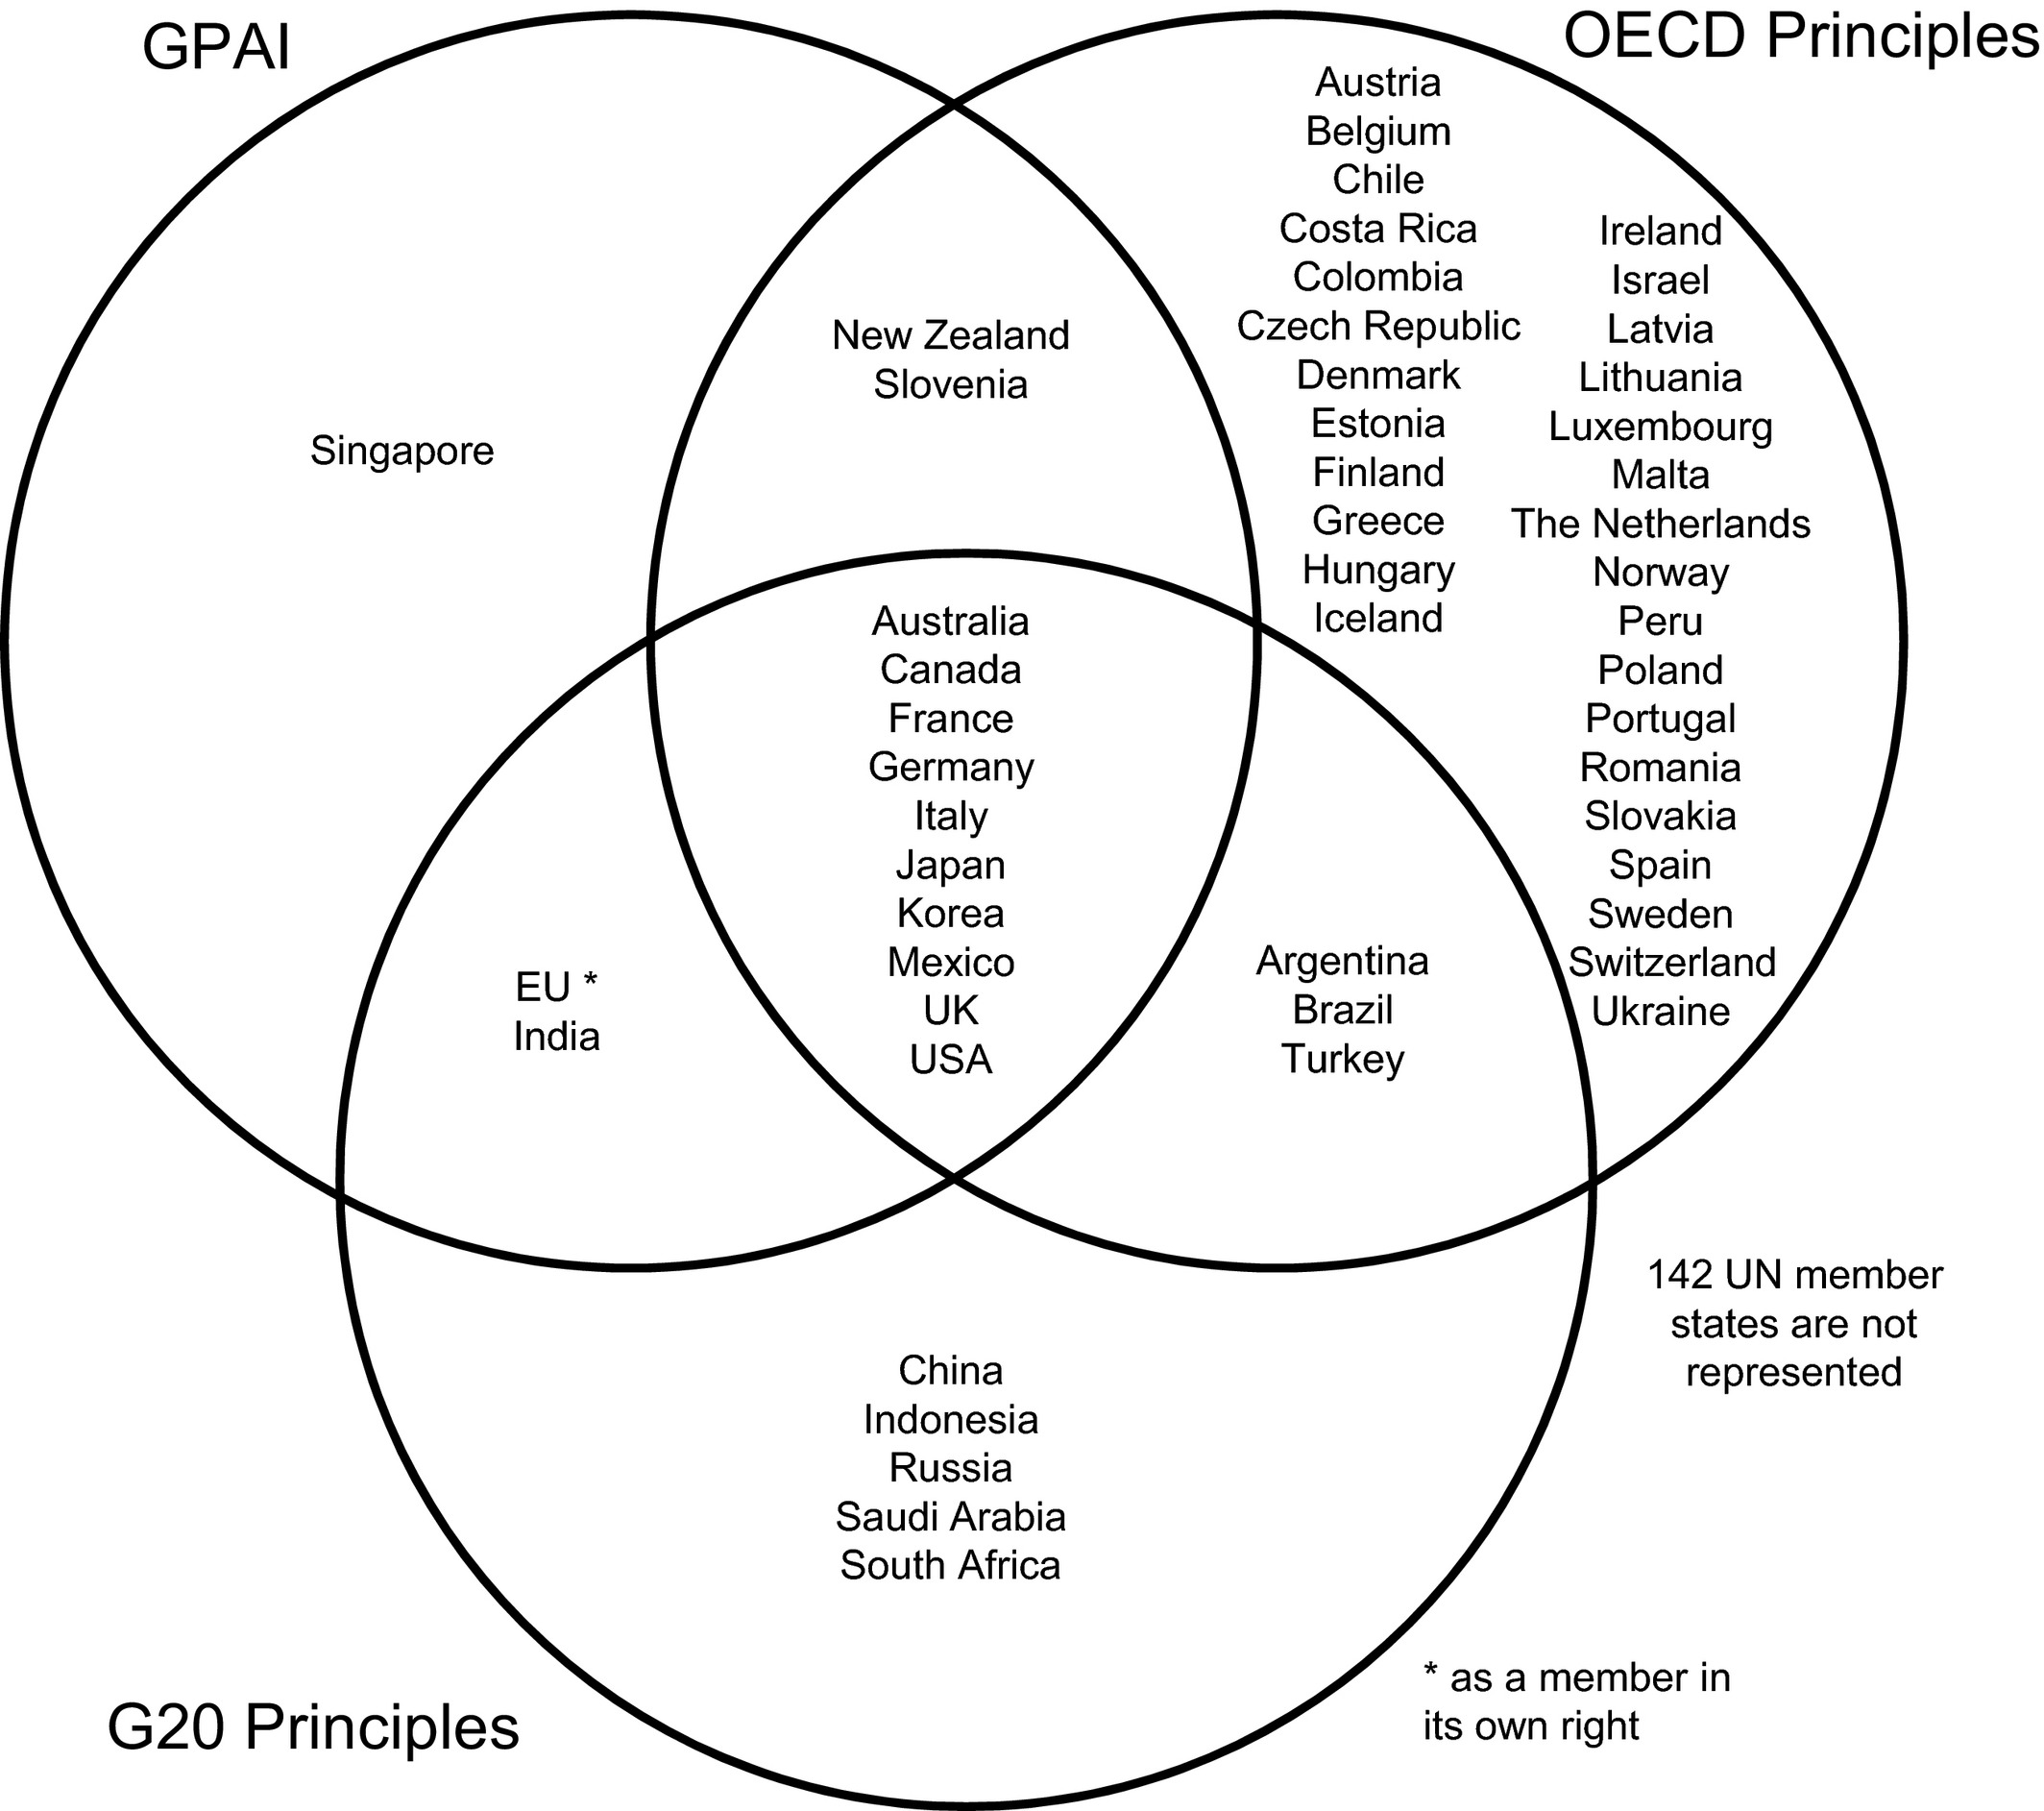 GPAI
OECD Principles
Austria
Belgium
Chile
Costa Rica
Colombia
Czech Republic
Denmark
Estonia
Finland
Greece
Hungary
Iceland
Ireland
Israel
Latvia
Lithuania
Luxembourg
Malta
The Netherlands
Norway
Peru
Poland
Portugal
Romania
Slovakia
Spain
Sweden
Switzerland
Ukraine
New Zealand
Slovenia
Singapore
Australia
Canada
France
Germany
Italy
Japan
Korea
Mexico
UK
USA
EU *
India
Argentina
Brazil
Turkey
142 UN member
states are not
represented
China
Indonesia
Russia
Saudi Arabia
South Africa
* as a member in
its own right
G20 Principles